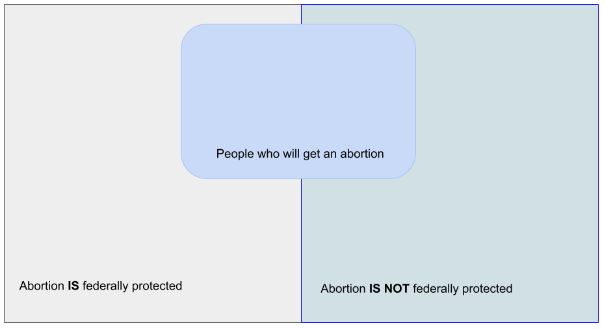 People who will get an abortion
Abortion IS federally protected
Abortion IS NOT federally protected